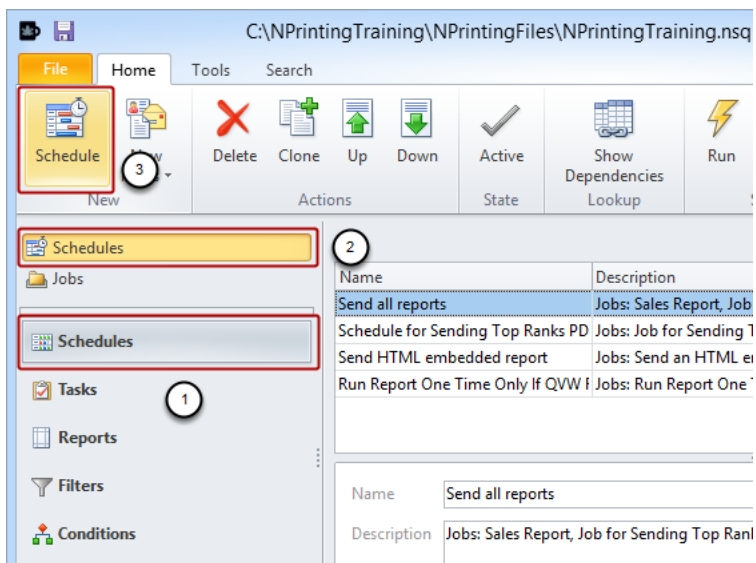 C:\NPrintingTraining\NPrintingFiles\NPrintingTraining.nsq
File Home Tools Search
Schedule Delete Clone Up Down Active Show Dependencies Run
3
New Actions State Lookup
Schedules
2
Jobs
Name Description
Send all reports Jobs: Sales Report, Job
Schedule for Sending Top Ranks PD Jobs: Job for Sending
Send HTML embedded report Jobs: Send an HTML
Run Report One Time Only If QVW Jobs: Run Report One
Schedules
Tasks
1
Reports
Filters
Conditions
Name Send all reports
Description Jobs: Sales Report, Job for Sending Top Ran